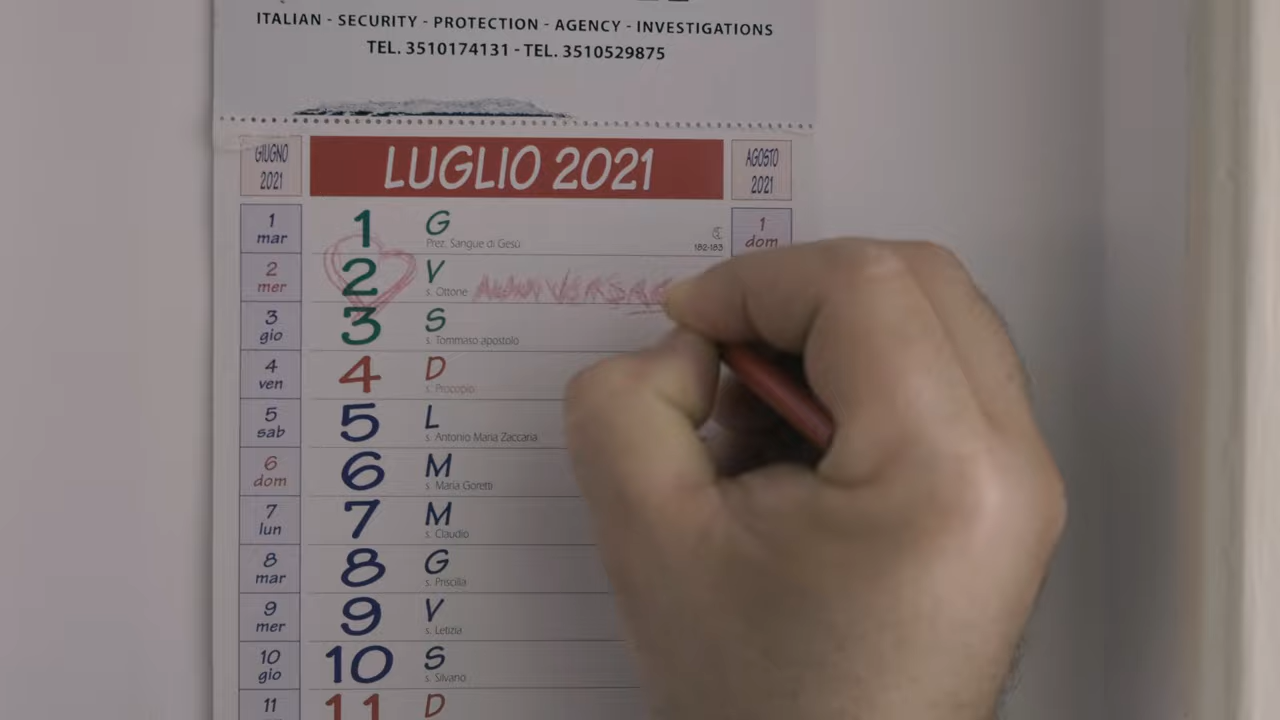 ITALIAN - SECURITY - PROTECTION - AGENCY - INVESTIGATIONS
TEL. 3510174131 - TEL. 3510529875
GIUGNO
2021
LUGLIO 2021
AGOSTO
2021
1
mar
1 G
Prez. Sangue di Gesù
182-183
1
dom
2
mer
2 V
s. Ottone
3
gio
3 S
s. Tommaso apostolo
4
ven
4 D
s. Procopio
5
sab
5 L
s. Antonio Maria Zaccaria
6
dom
6 M
s. Maria Goretti
7
lun
7 M
s. Claudio
8
mar
8 G
s. Priscilla
9
mer
9 V
s. Letizia
10
gio
10 S
s. Silvano
11
11 D